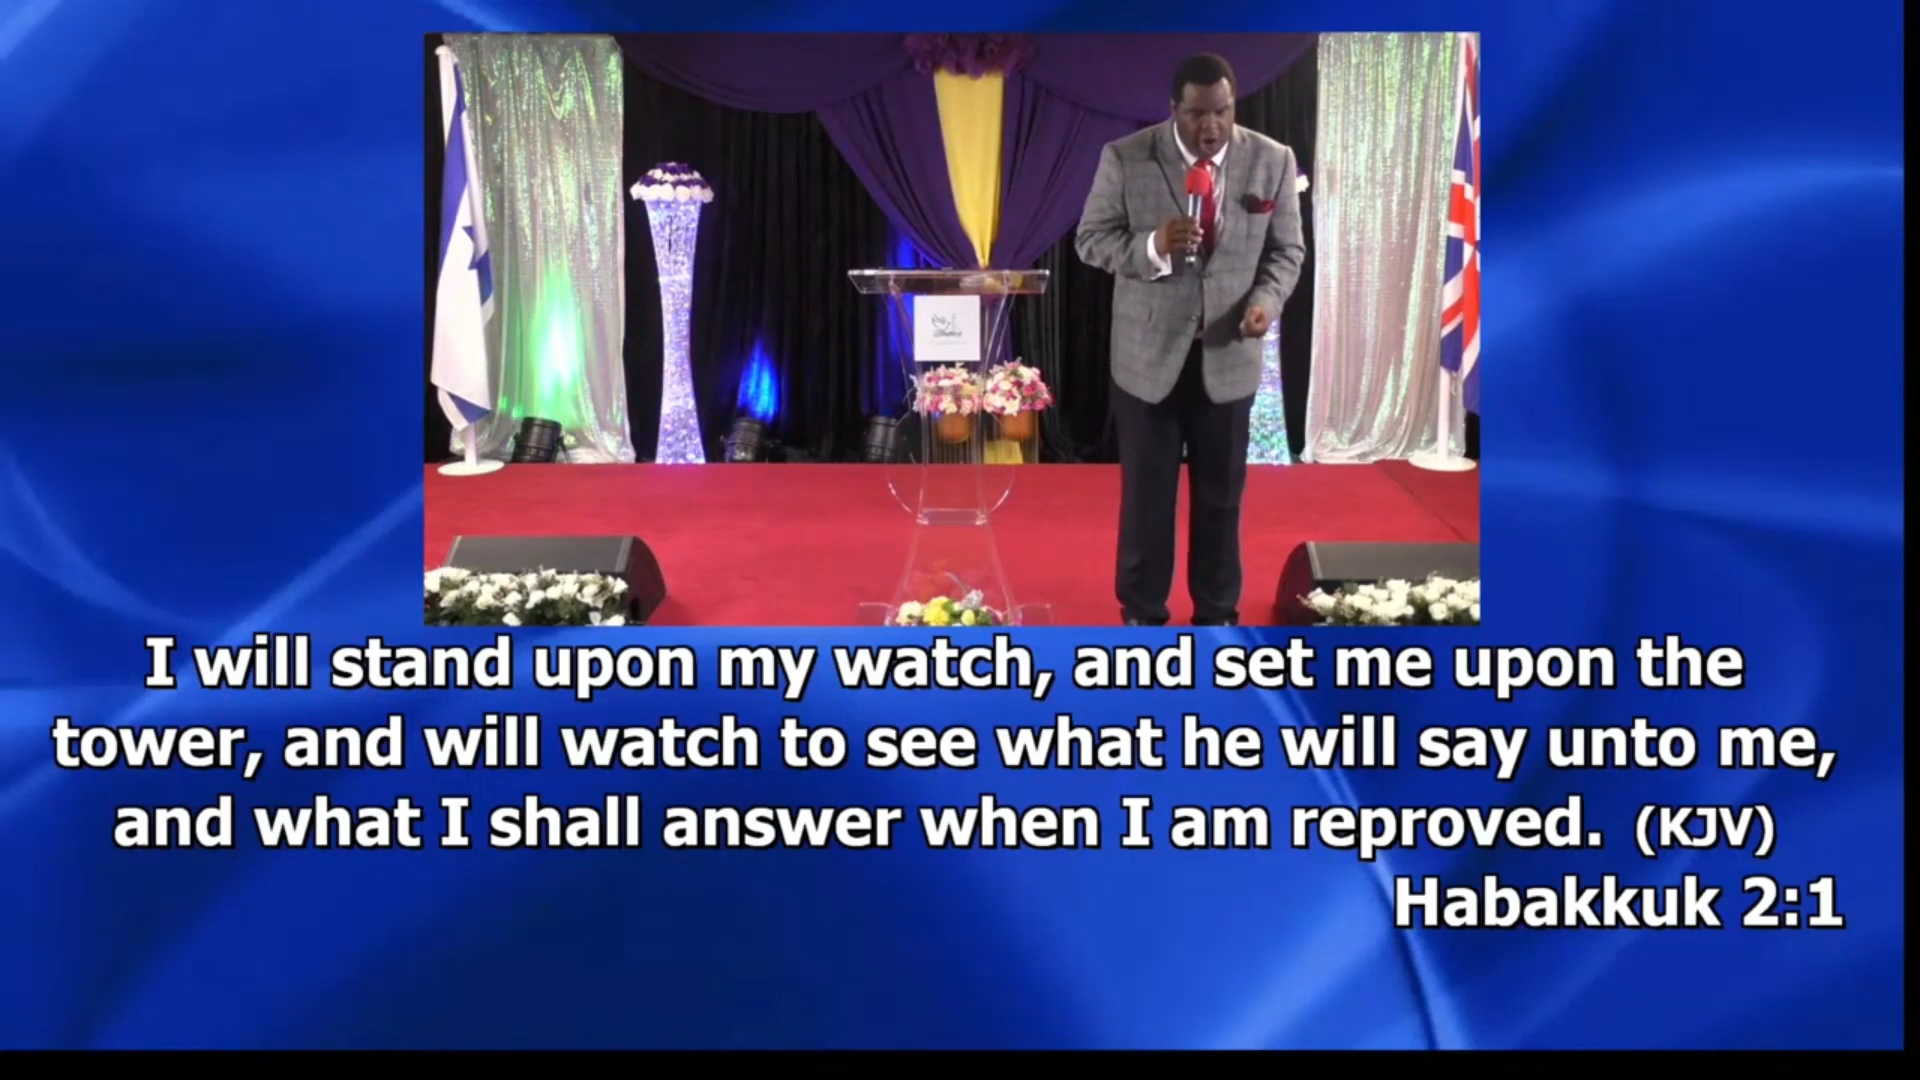 I will stand upon my watch, and set me upon the
tower, and will watch to see what he will say unto me,
and what I shall answer when I am reproved. (KJV)
Habakkuk 2:1